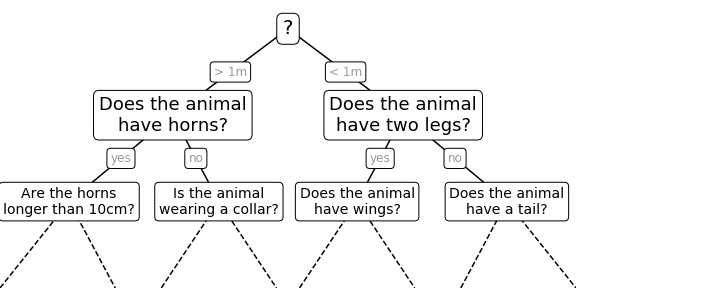 ?
> 1m
< 1m
Does the animal
have horns?
Does the animal
have two legs?
yes
no
yes
no
Are the horns
longer than 10cm?
Is the animal
wearing a collar?
Does the animal
have wings?
Does the animal
have a tail?